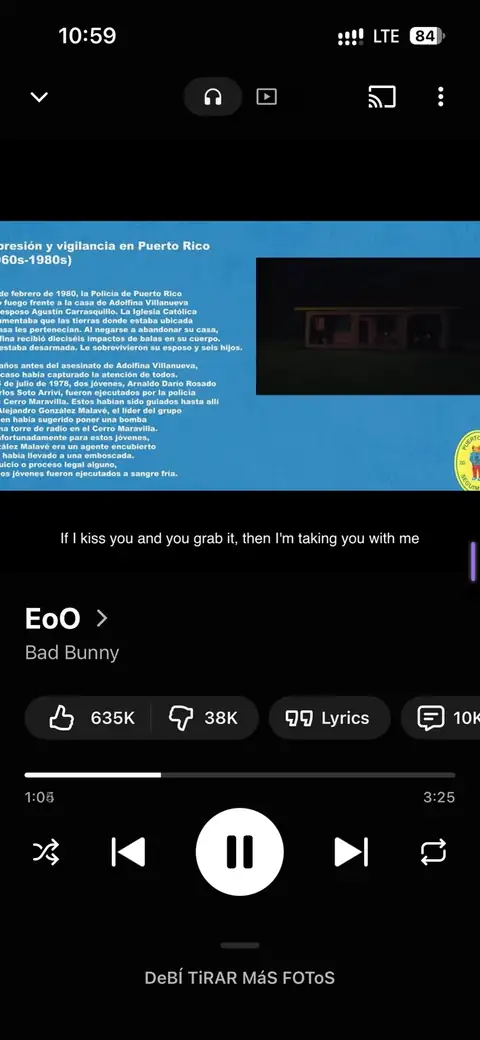 10:59
LTE
84
presión y vigilancia en Puerto Rico
960s-1980s)
de febrero de 1980, la Policía de Puerto Rico
fuego frente a la casa de Adolfina Villanueva
esposo Agustín Carrasquillo. La Iglesia Católica
umentaba que las tierras donde estaba ubicada
asa les pertenecían. Al negarse a abandonar su casa,
fina recibió dieciséis impactos de balas en su cuerpo.
estaba desarmada. Le sobrevivieron su esposo y seis hijos.
años antes del asesinato de Adolfina Villanueva,
caso había capturado la atención de todos.
de julio de 1978, dos jóvenes, Arnaldo Darío Rosado
rlos Soto Arriví, fueron ejecutados por la policía
Cerro Maravilla. Estos habían sido guiados hasta allí
Alejandro González Malavé, el líder del grupo
en había sugerido poner una bomba
na torre de radio en el Cerro Maravilla.
afortunadamente para estos jóvenes,
zález Malavé era un agente encubierto
había llevado a una emboscada.
uicio o proceso legal alguno,
os jóvenes fueron ejecutados a sangre fría.
If I kiss you and you grab it, then I'm taking you with me
EoO
Bad Bunny
635K
38K
Lyrics
10K
3:25
DeBÍ TiRAR MáS FOToS